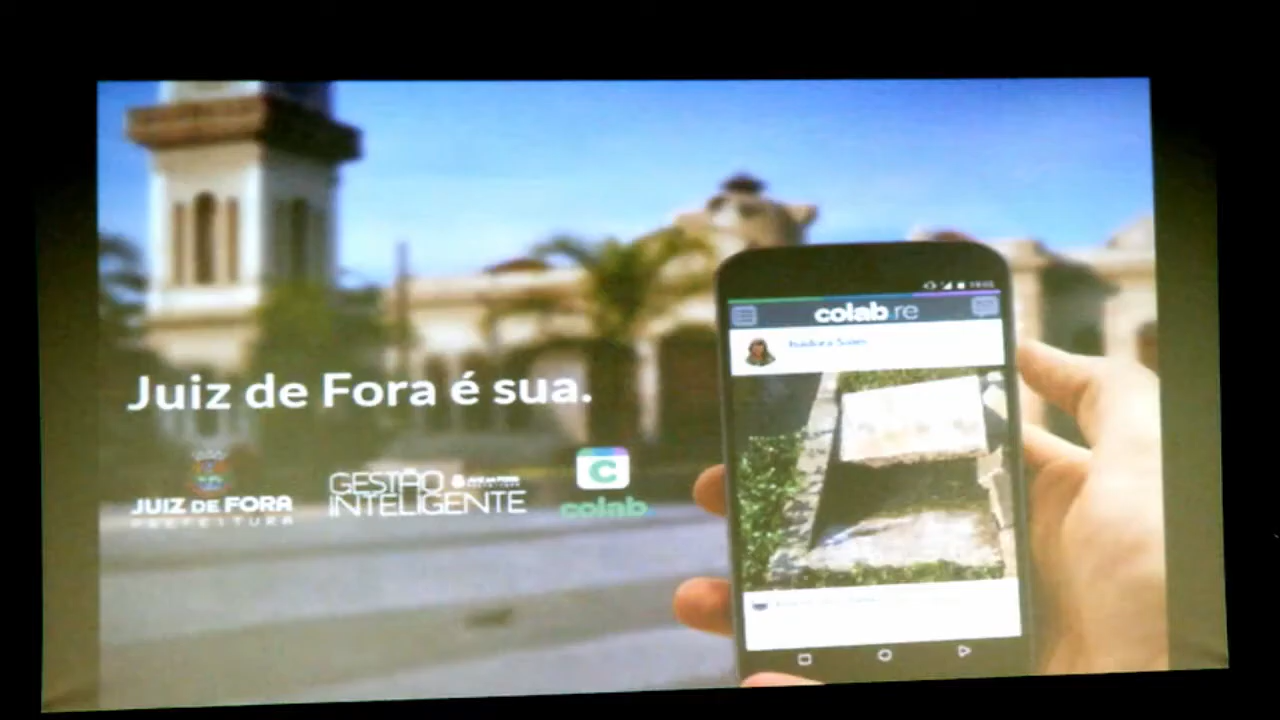 Juiz de Fora é sua.
JUIZ DE FORA
PREFEITURA
GESTÃO
INTELIGENTE
C
colab
colab.re